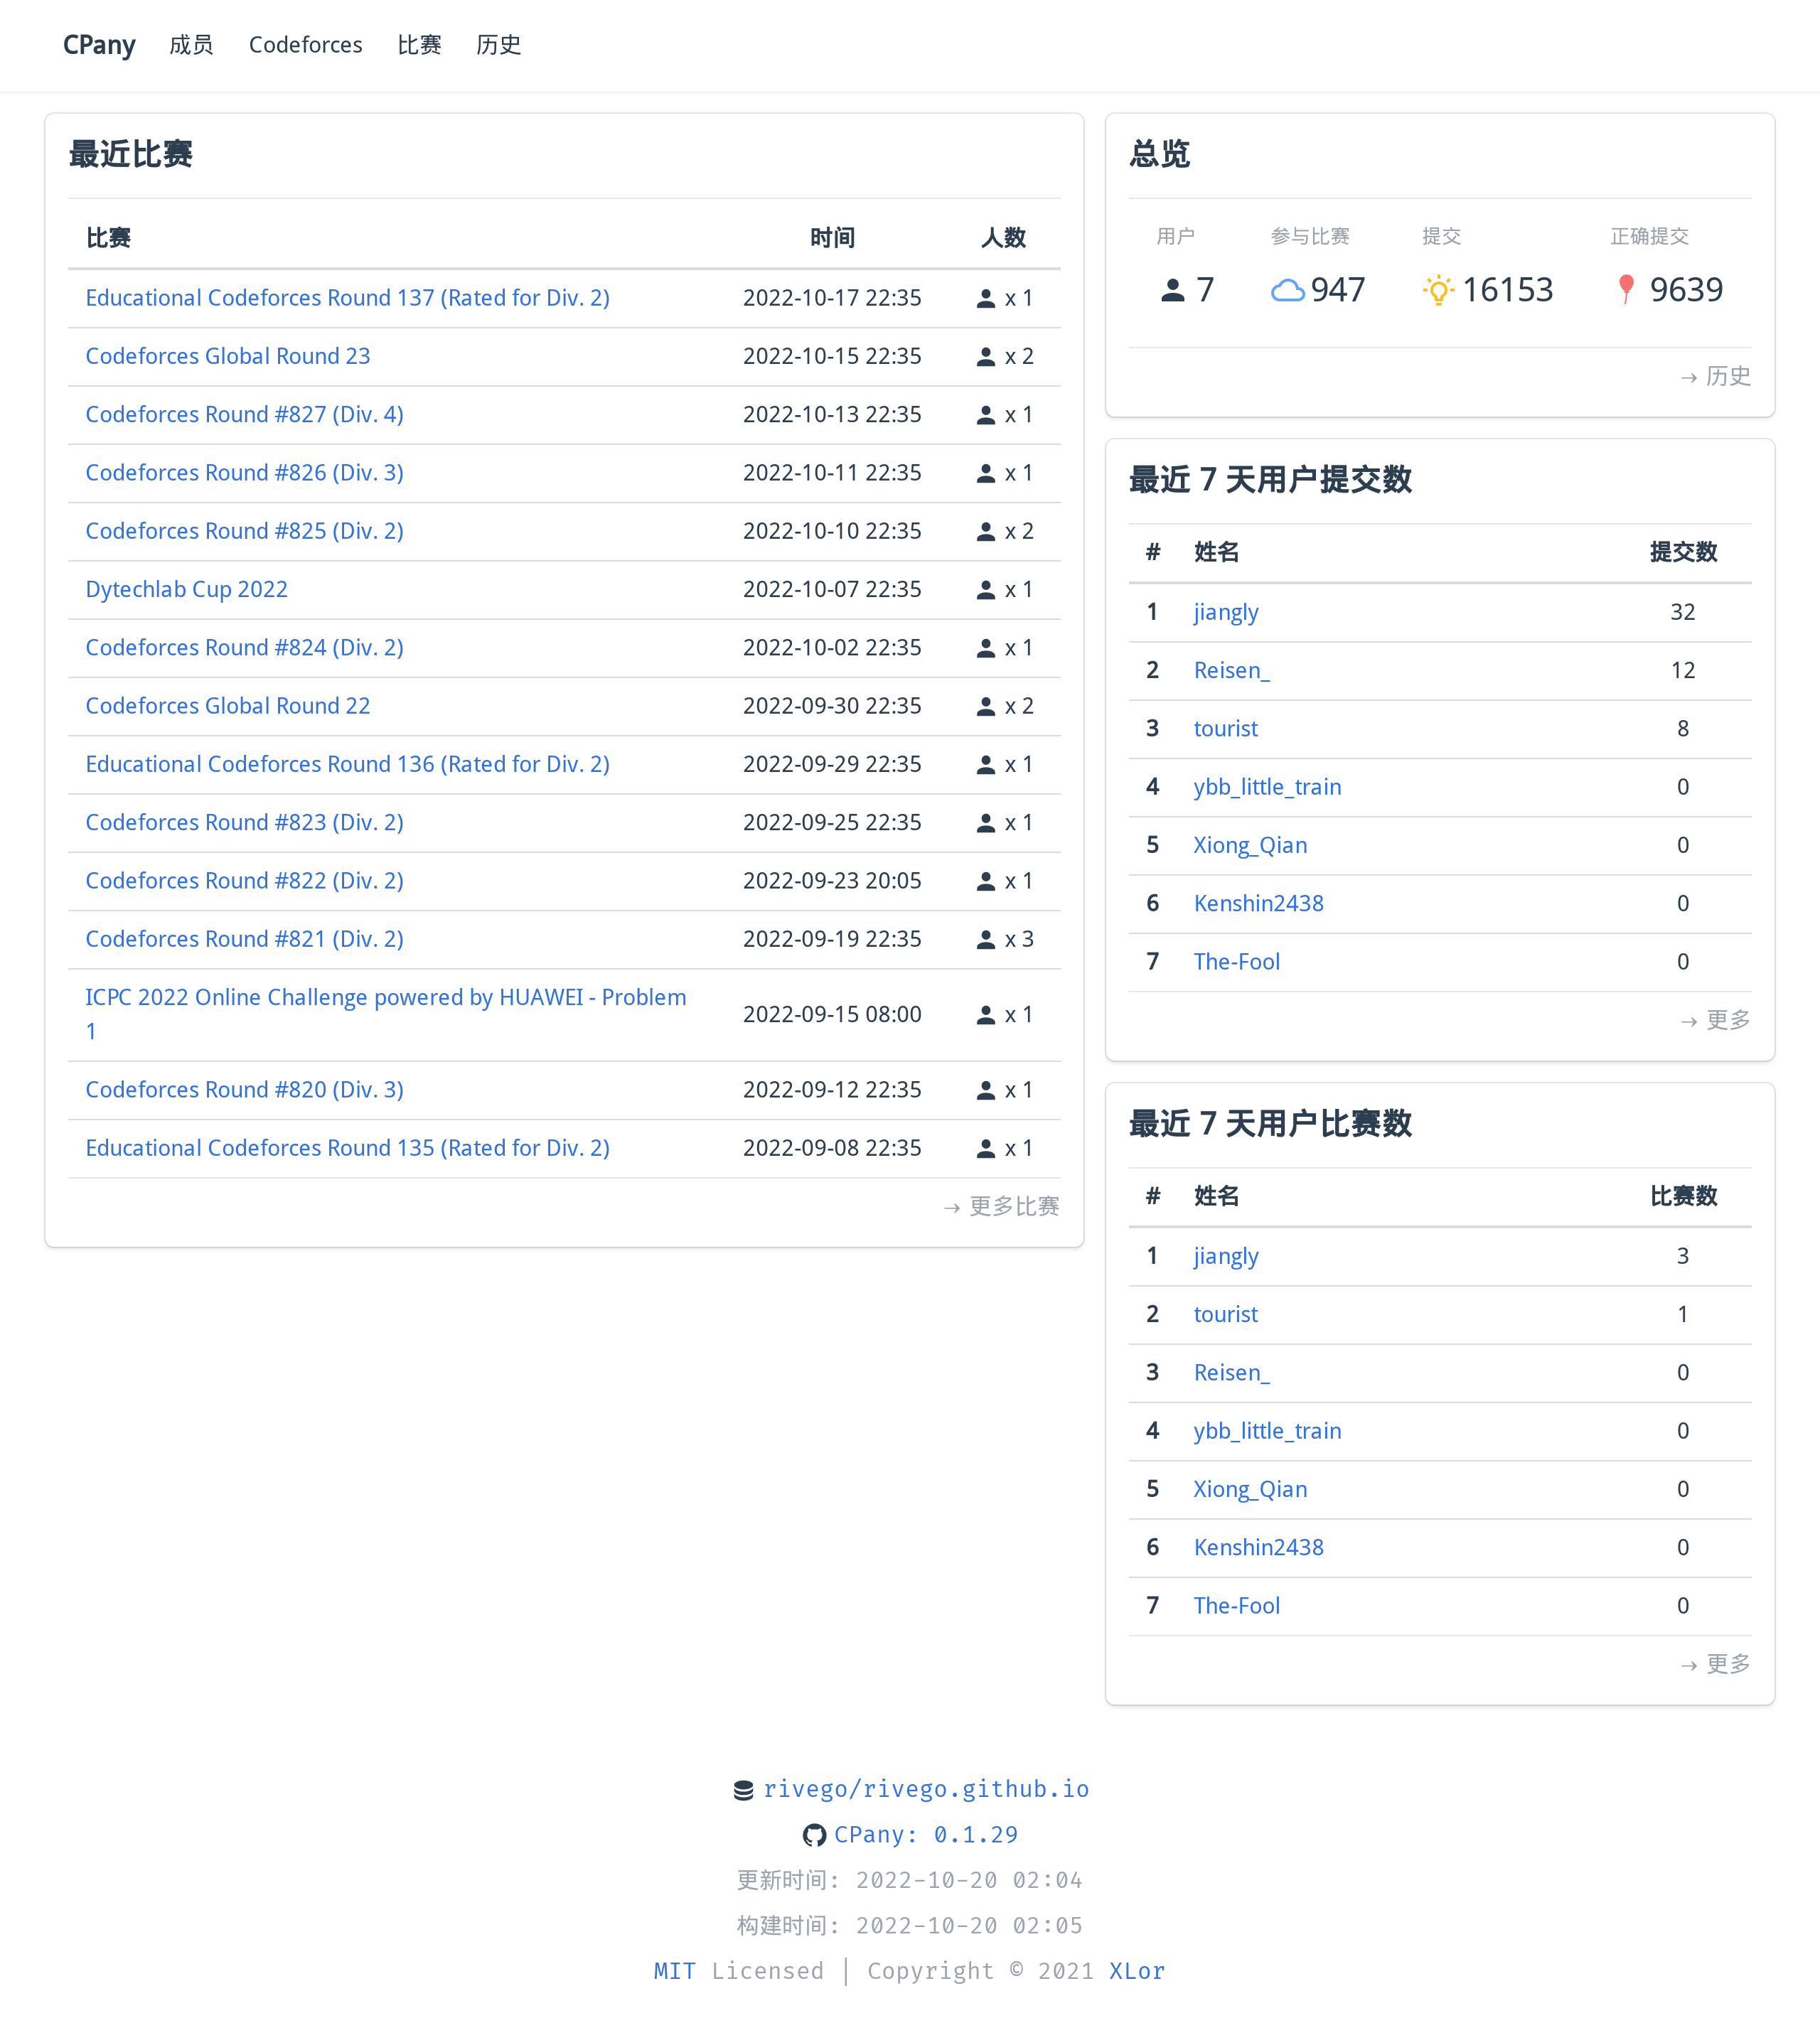 CPany 成员 Codeforces 比赛 历史
最近比赛
比赛 时间 人数
Educational Codeforces Round 137 (Rated for Div. 2) 2022-10-17 22:35 x 1
Codeforces Global Round 23 2022-10-15 22:35 x 2
Codeforces Round #827 (Div. 4) 2022-10-13 22:35 x 1
Codeforces Round #826 (Div. 3) 2022-10-11 22:35 x 1
Codeforces Round #825 (Div. 2) 2022-10-10 22:35 x 2
Dytechlab Cup 2022 2022-10-07 22:35 x 1
Codeforces Round #824 (Div. 2) 2022-10-02 22:35 x 1
Codeforces Global Round 22 2022-09-30 22:35 x 2
Educational Codeforces Round 136 (Rated for Div. 2) 2022-09-29 22:35 x 1
Codeforces Round #823 (Div. 2) 2022-09-25 22:35 x 1
Codeforces Round #822 (Div. 2) 2022-09-23 20:05 x 1
Codeforces Round #821 (Div. 2) 2022-09-19 22:35 x 3
ICPC 2022 Online Challenge powered by HUAWEI - Problem
1 2022-09-15 08:00 x 1
Codeforces Round #820 (Div. 3) 2022-09-12 22:35 x 1
Educational Codeforces Round 135 (Rated for Div. 2) 2022-09-08 22:35 x 1
→ 更多比赛
总览
用户 参与比赛 提交 正确提交
7 947 16153 9639
→ 历史
最近 7 天用户提交数
# 姓名 提交数
1 jiangly 32
2 Reisen_ 12
3 tourist 8
4 ybb_little_train 0
5 Xiong_Qian 0
6 Kenshin2438 0
7 The-Fool 0
→ 更多
最近 7 天用户比赛数
# 姓名 比赛数
1 jiangly 3
2 tourist 1
3 Reisen_ 0
4 ybb_little_train 0
5 Xiong_Qian 0
6 Kenshin2438 0
7 The-Fool 0
→ 更多
rivego/rivego.github.io
CPany: 0.1.29
更新时间: 2022-10-20 02:04
构建时间: 2022-10-20 02:05
MIT Licensed | Copyright © 2021 XLor